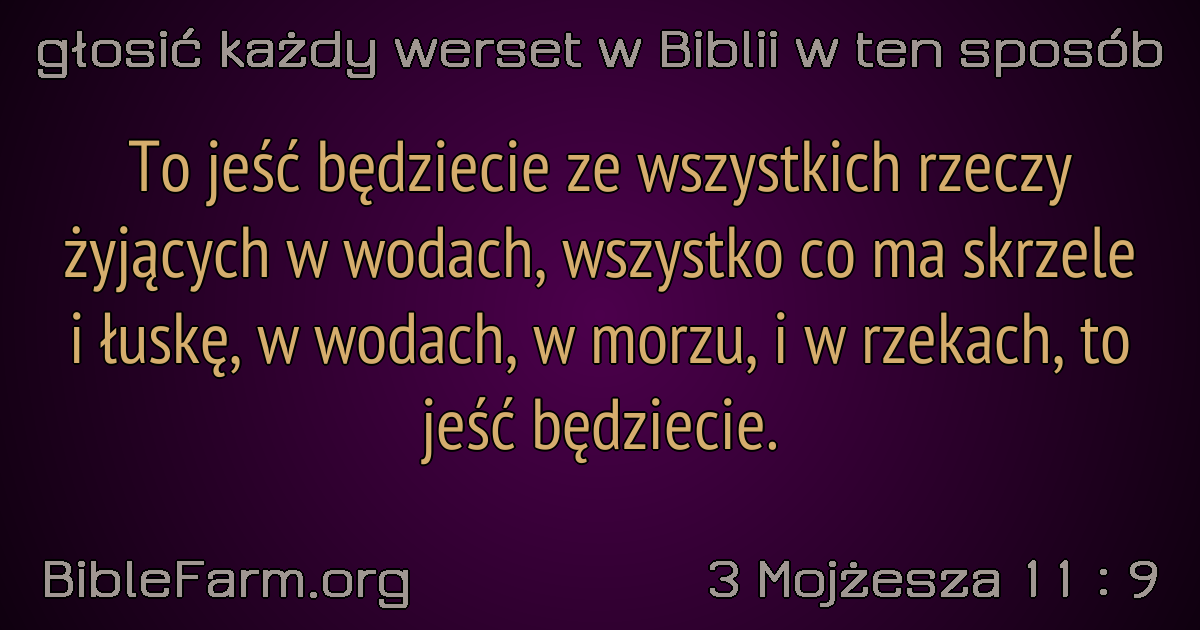 głosić każdy werset w Biblii w ten sposób
To jeść będziecie ze wszystkich rzeczy
żyjących w wodach, wszystko co ma skrzele
i łuskę, w wodach, w morzu, i w rzekach, to
jeść będziecie.
BibleFarm.org
3 Mojżesza 11 : 9